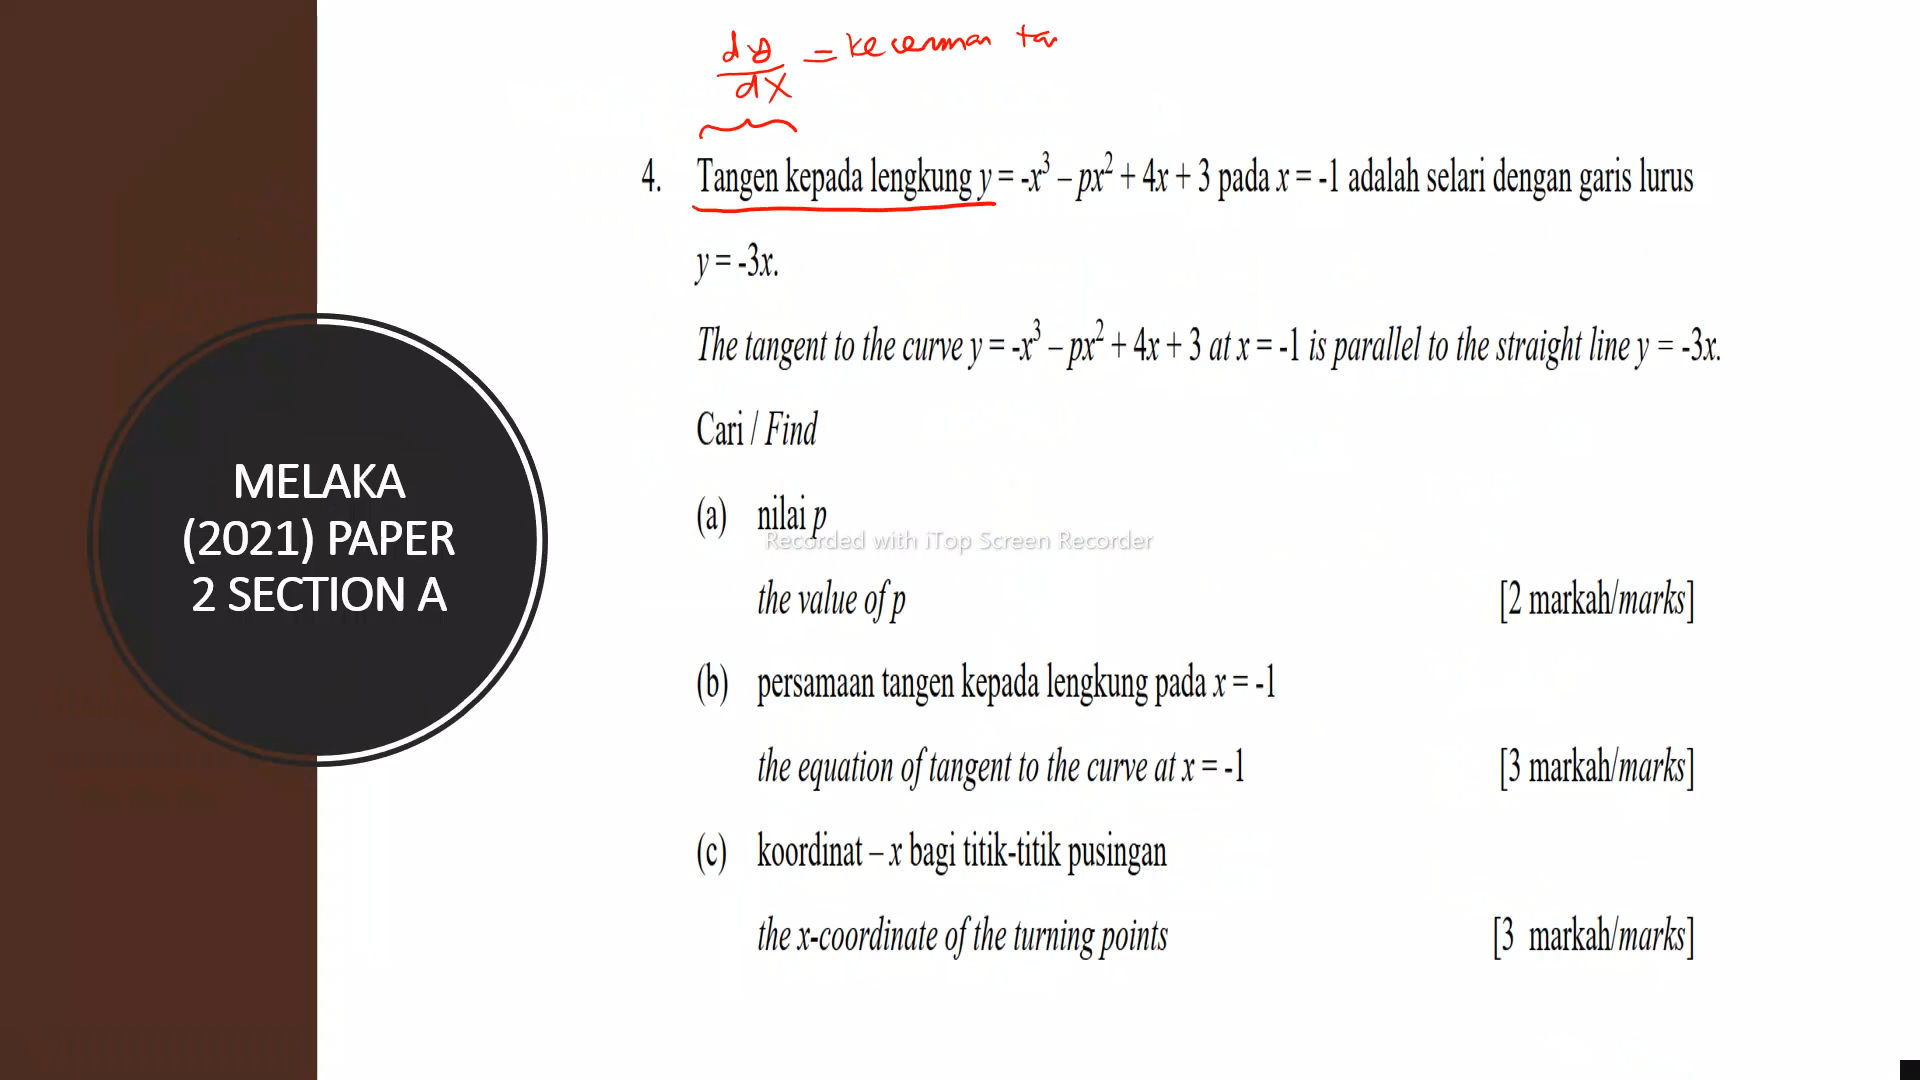 dy/dx = kecerunan tan
4. Tangen kepada lengkung y = -x³ – px² + 4x + 3 pada x = -1 adalah selari dengan garis lurus
y = -3x.
The tangent to the curve y = -x³ – px² + 4x + 3 at x = -1 is parallel to the straight line y = -3x.
Cari / Find
(a) nilai p
Recorded with iTop Screen Recorder
the value of p [2 markah/marks]
(b) persamaan tangen kepada lengkung pada x = -1
the equation of tangent to the curve at x = -1 [3 markah/marks]
(c) koordinat – x bagi titik-titik pusingan
the x-coordinate of the turning points [3 markah/marks]
MELAKA
(2021) PAPER
2 SECTION A